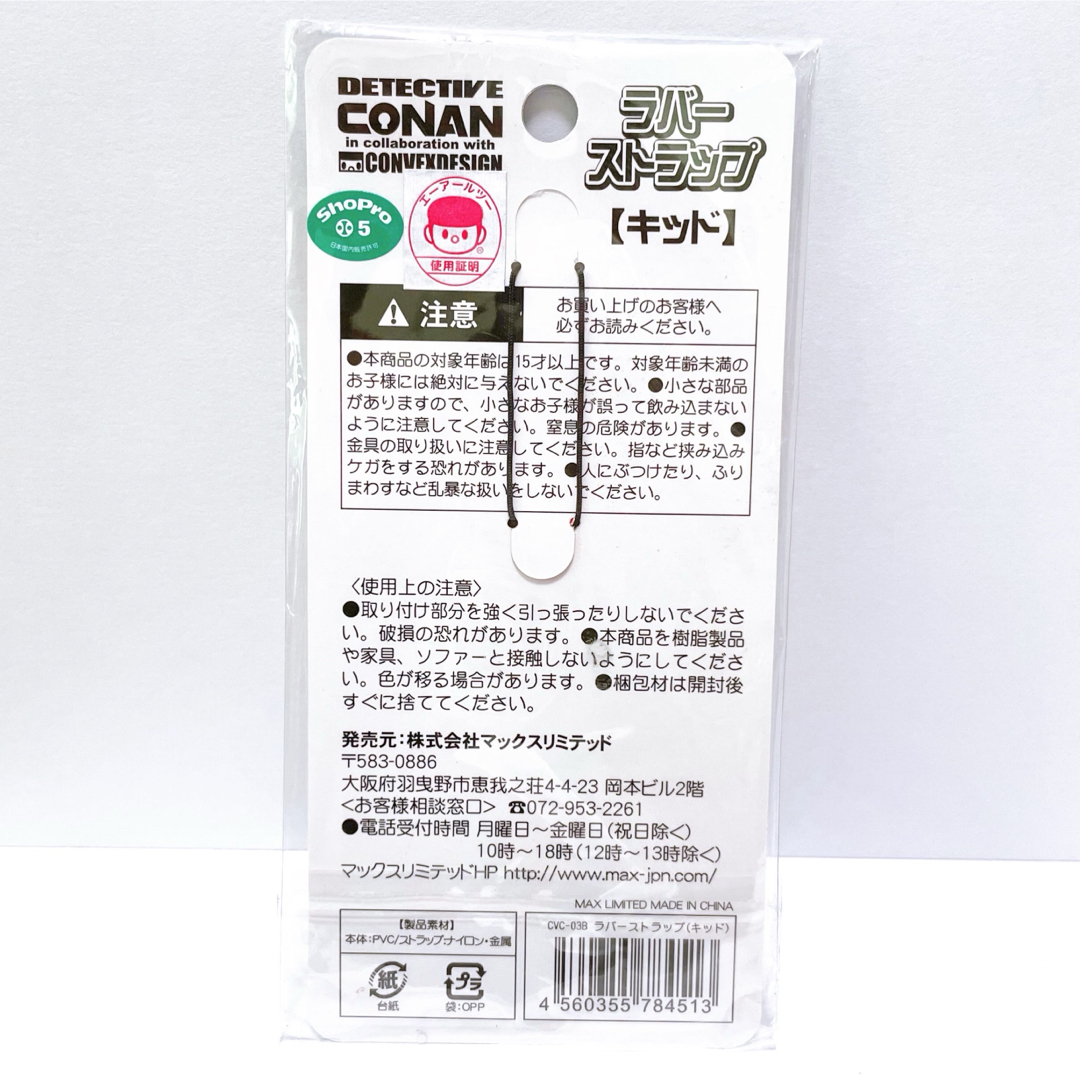 DETECTIVE
CONAN
in collaboration with
CONVEXDESIGN
ラバー
ストラップ
【キッド】
ShoPro
5
日本国内販売許可
エーアールツー
使用証明
注意
お買い上げのお客様へ
必ずお読みください。
●本商品の対象年齢は15才以上です。対象年齢未満の
お子様には絶対に与えないでください。●小さな部品
がありますので、小さなお子様が誤って飲み込まない
ように注意してください。窒息の危険があります。●
金具の取り扱いに注意してください。指など挟み込み
ケガをする恐れがあります。●人にぶつけたり、ふり
まわすなど乱暴な扱いをしないでください。
〈使用上の注意〉
●取り付け部分を強く引っ張ったりしないでくださ
い。破損の恐れがあります。●本商品を樹脂製品
や家具、ソファーと接触しないようにしてくださ
い。色が移る場合があります。●梱包材は開封後
すぐに捨ててください。
発売元:株式会社マックスリミテッド
〒583-0886
大阪府羽曳野市恵我之荘4-4-23 岡本ビル2階
<お客様相談窓口> ☎072-953-2261
●電話受付時間 月曜日～金曜日(祝日除く)
10時～18時(12時～13時除く)
マックスリミテッドHP http://www.max-jpn.com/
MAX LIMITED MADE IN CHINA
【製品素材】
本体:PVC/ストラップ:ナイロン・金属
紙
台紙
プラ
袋:OPP
CVC-03B ラバーストラップ(キッド)
4 560355 784513